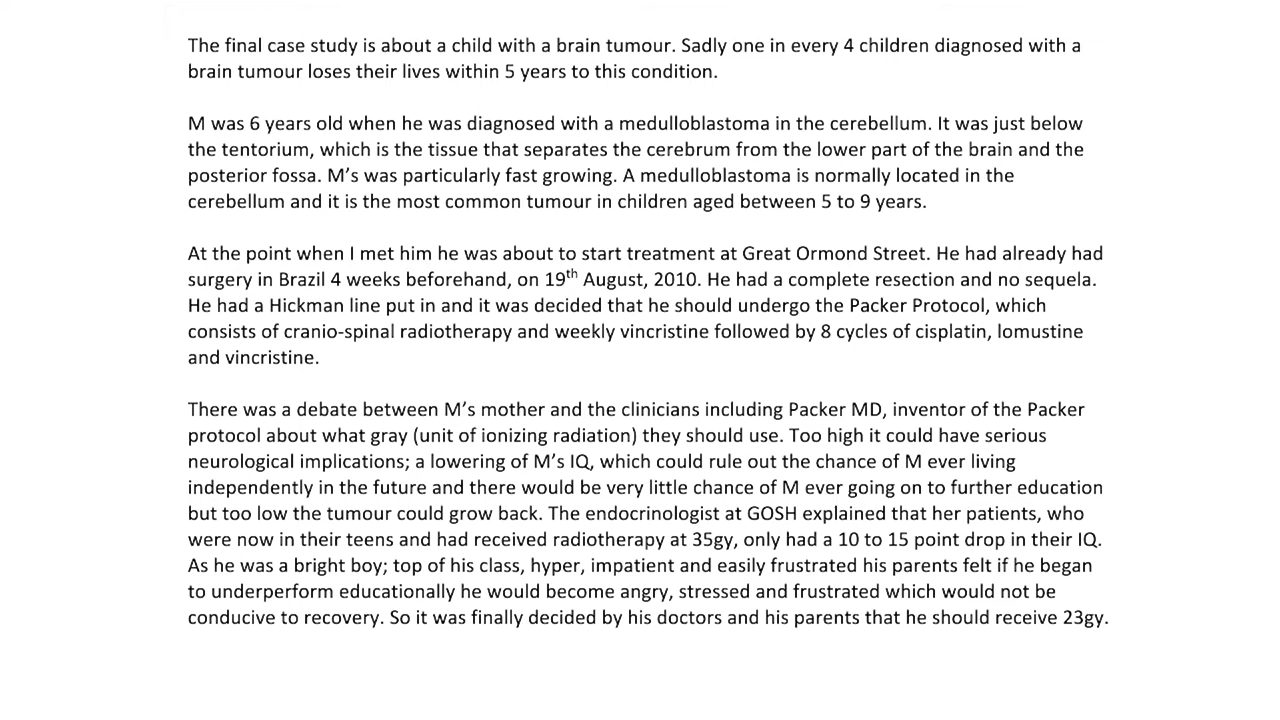 The final case study is about a child with a brain tumour. Sadly one in every 4 children diagnosed with a
brain tumour loses their lives within 5 years to this condition.
M was 6 years old when he was diagnosed with a medulloblastoma in the cerebellum. It was just below
the tentorium, which is the tissue that separates the cerebrum from the lower part of the brain and the
posterior fossa. M’s was particularly fast growing. A medulloblastoma is normally located in the
cerebellum and it is the most common tumour in children aged between 5 to 9 years.
At the point when I met him he was about to start treatment at Great Ormond Street. He had already had
surgery in Brazil 4 weeks beforehand, on 19th August, 2010. He had a complete resection and no sequela.
He had a Hickman line put in and it was decided that he should undergo the Packer Protocol, which
consists of cranio-spinal radiotherapy and weekly vincristine followed by 8 cycles of cisplatin, lomustine
and vincristine.
There was a debate between M’s mother and the clinicians including Packer MD, inventor of the Packer
protocol about what gray (unit of ionizing radiation) they should use. Too high it could have serious
neurological implications; a lowering of M’s IQ, which could rule out the chance of M ever living
independently in the future and there would be very little chance of M ever going on to further education
but too low the tumour could grow back. The endocrinologist at GOSH explained that her patients, who
were now in their teens and had received radiotherapy at 35gy, only had a 10 to 15 point drop in their IQ.
As he was a bright boy; top of his class, hyper, impatient and easily frustrated his parents felt if he began
to underperform educationally he would become angry, stressed and frustrated which would not be
conducive to recovery. So it was finally decided by his doctors and his parents that he should receive 23gy.